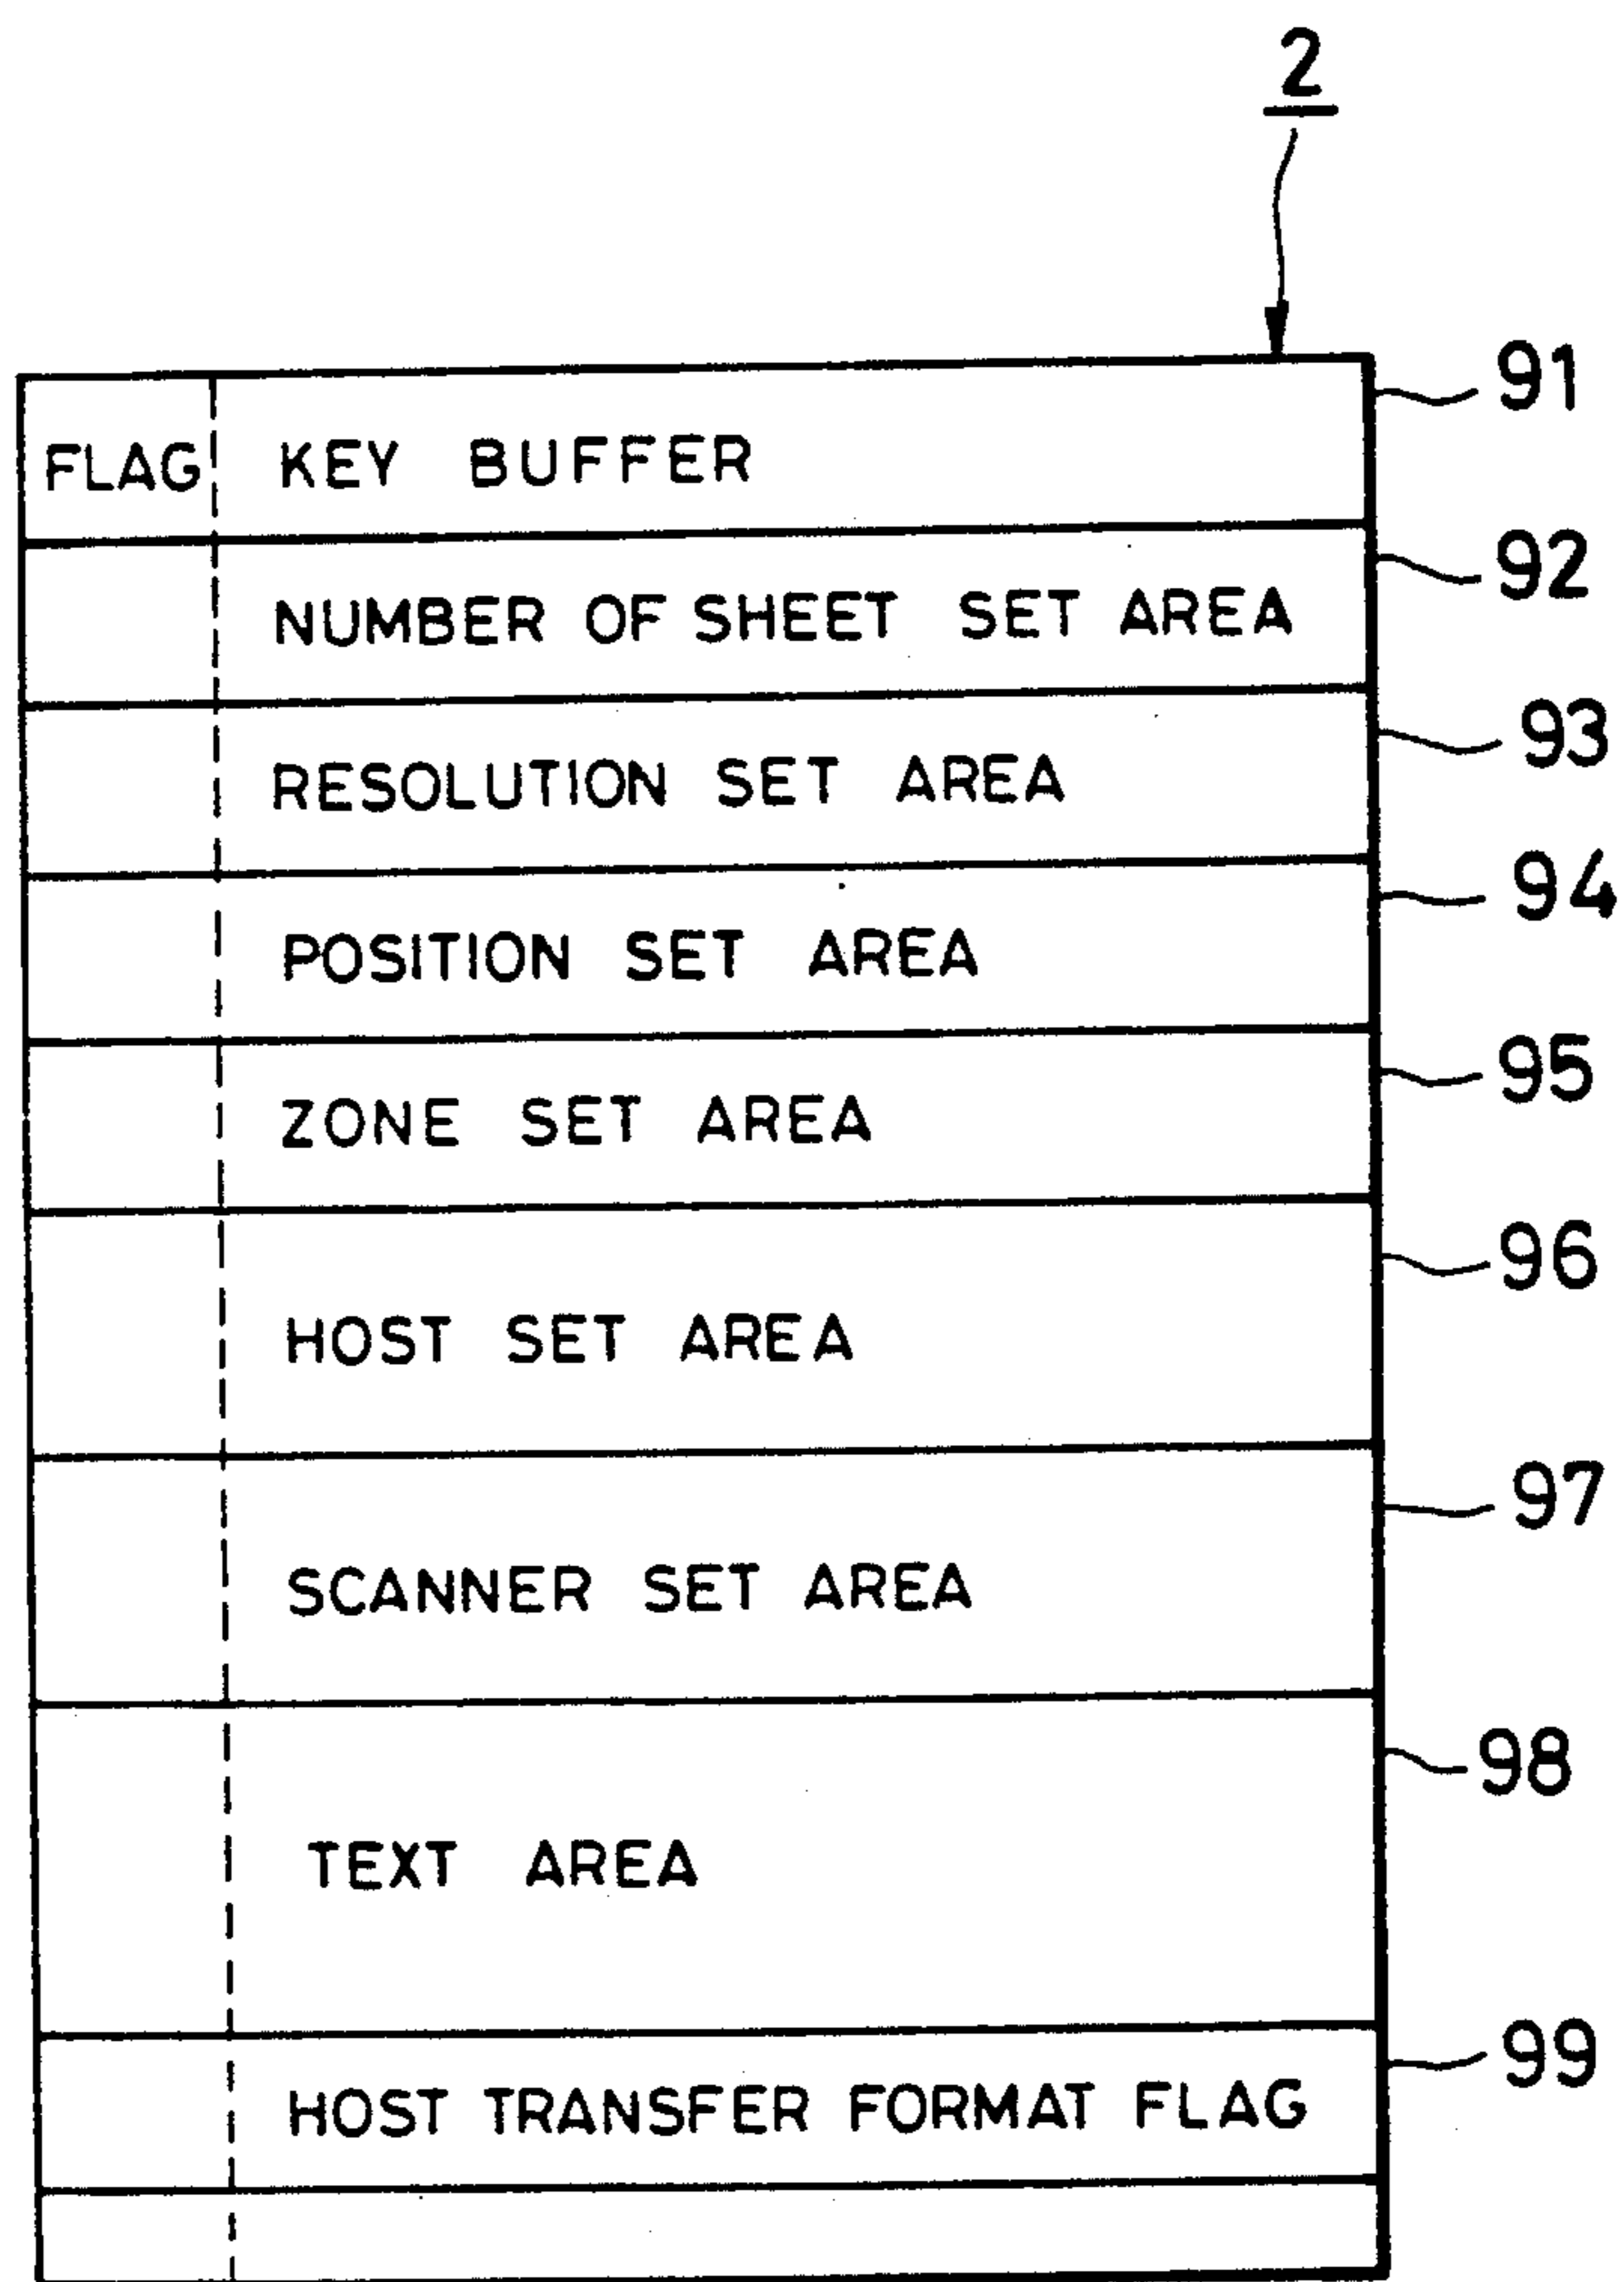 2
FLAG KEY BUFFER 91
NUMBER OF SHEET SET AREA 92
RESOLUTION SET AREA 93
POSITION SET AREA 94
ZONE SET AREA 95
HOST SET AREA 96
SCANNER SET AREA 97
TEXT AREA 98
HOST TRANSFER FORMAT FLAG 99